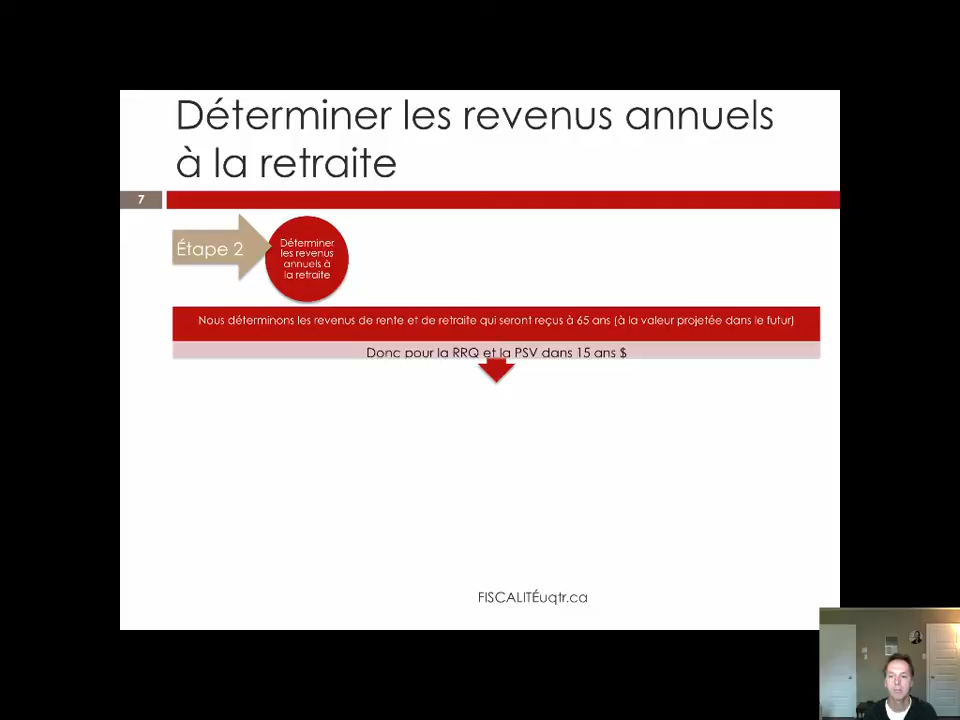 Déterminer les revenus annuels
à la retraite
7
Étape 2
Déterminer
les revenus
annuels à
la retraite
Nous déterminons les revenus de rente et de retraite qui seront reçus à 65 ans (à la valeur projetée dans le futur)
Donc pour la RRQ et la PSV dans 15 ans $
FISCALITÉuqtr.ca